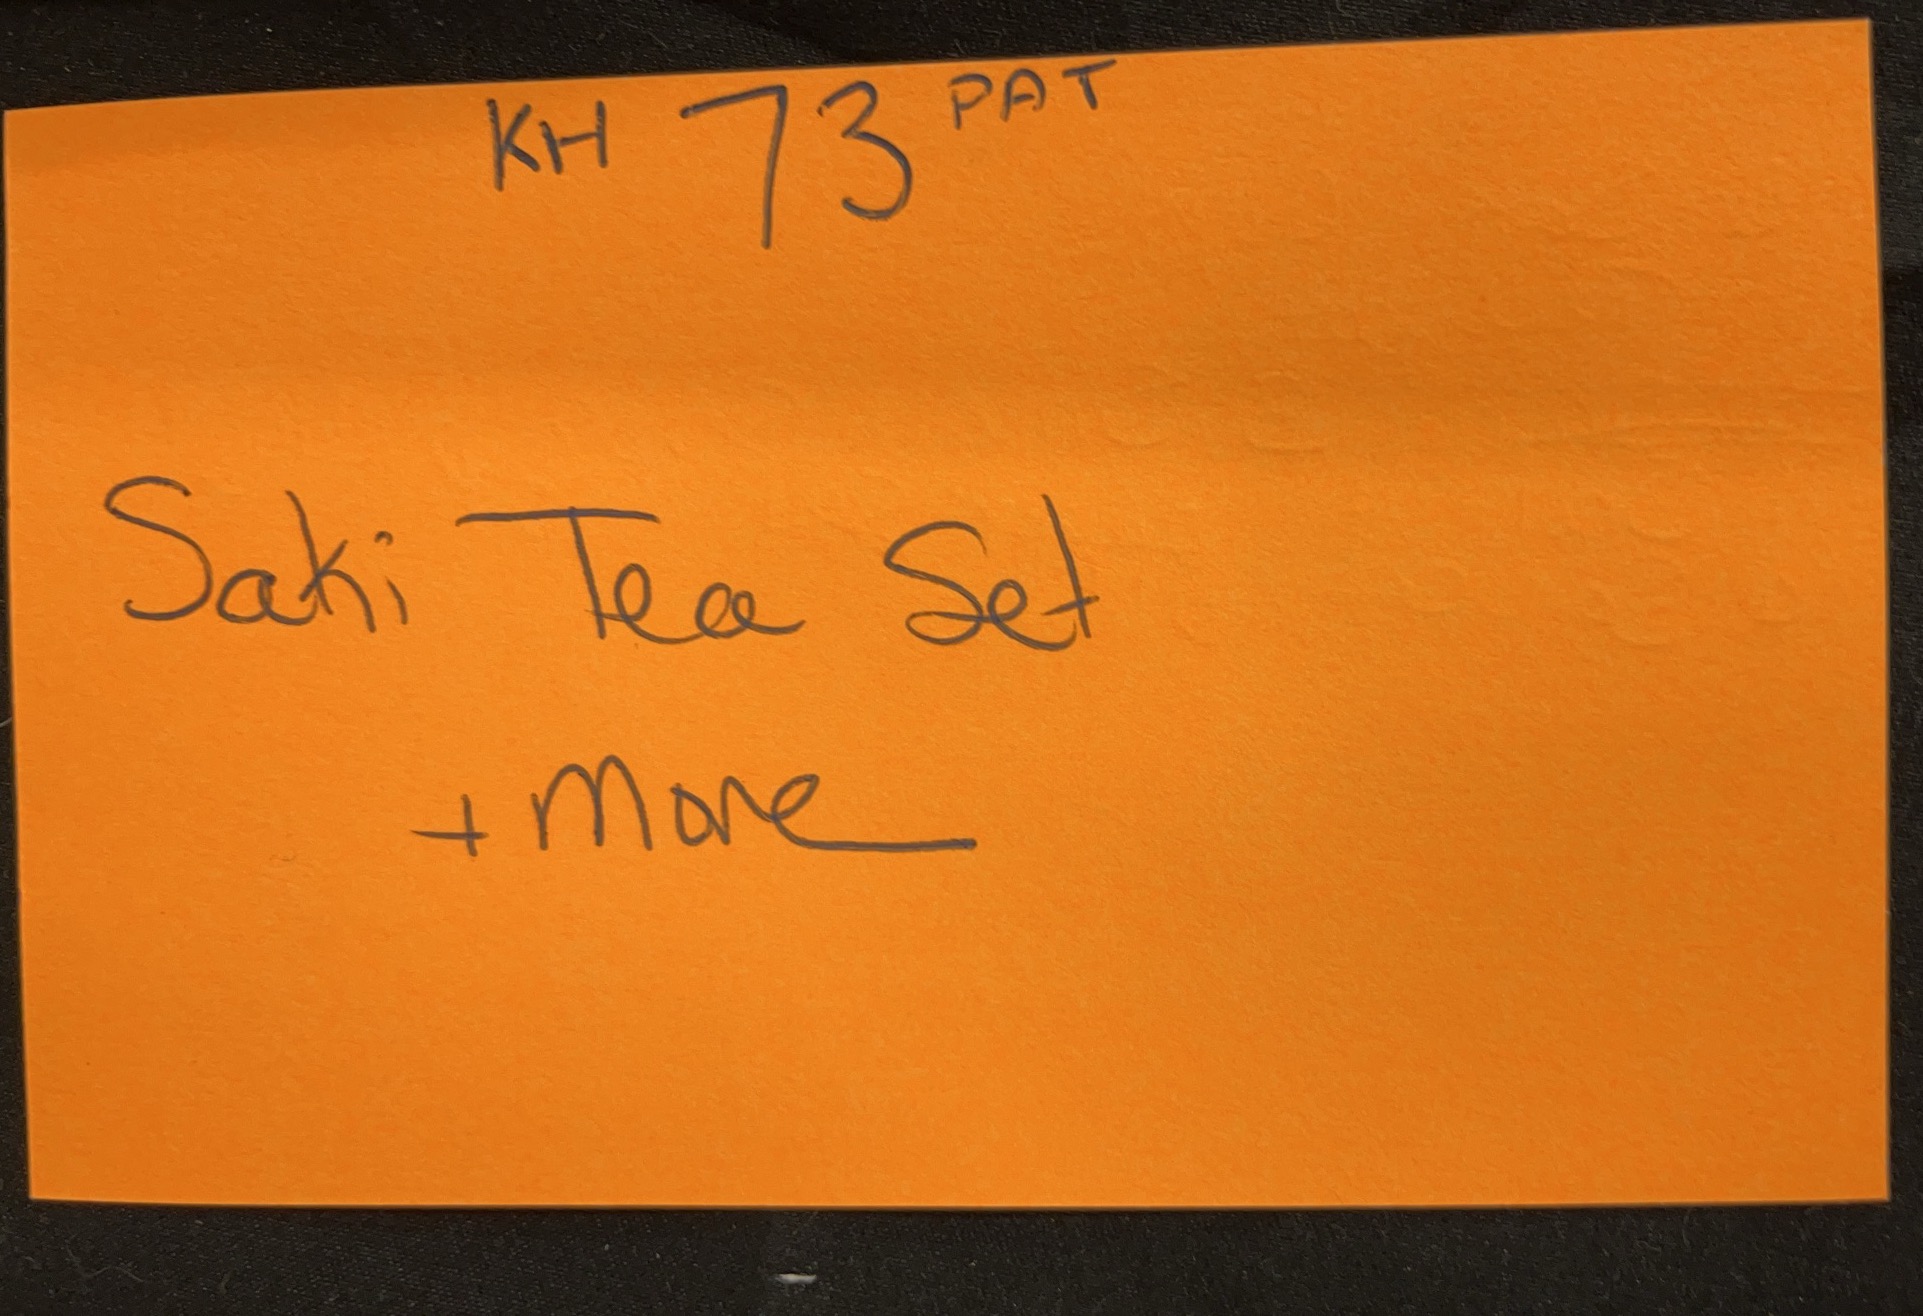 KH 73 PAT
Saki Tea Set
+ More